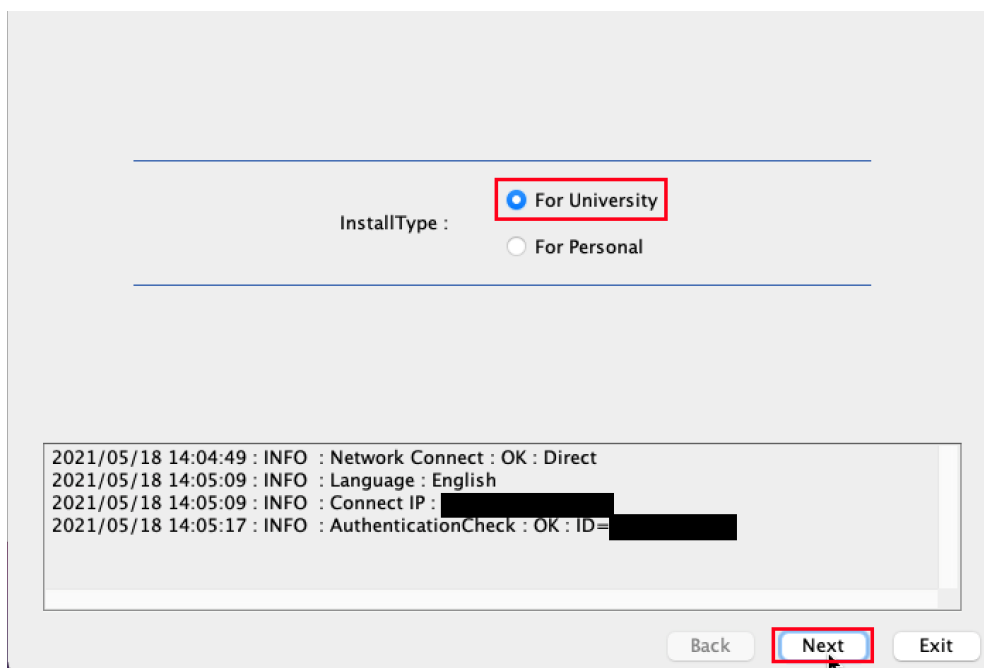 For University
InstallType :
For Personal
2021/05/18 14:04:49 : INFO : Network Connect : OK : Direct
2021/05/18 14:05:09 : INFO : Language : English
2021/05/18 14:05:09 : INFO : Connect IP :
2021/05/18 14:05:17 : INFO : AuthenticationCheck : OK : ID=
Back Next Exit